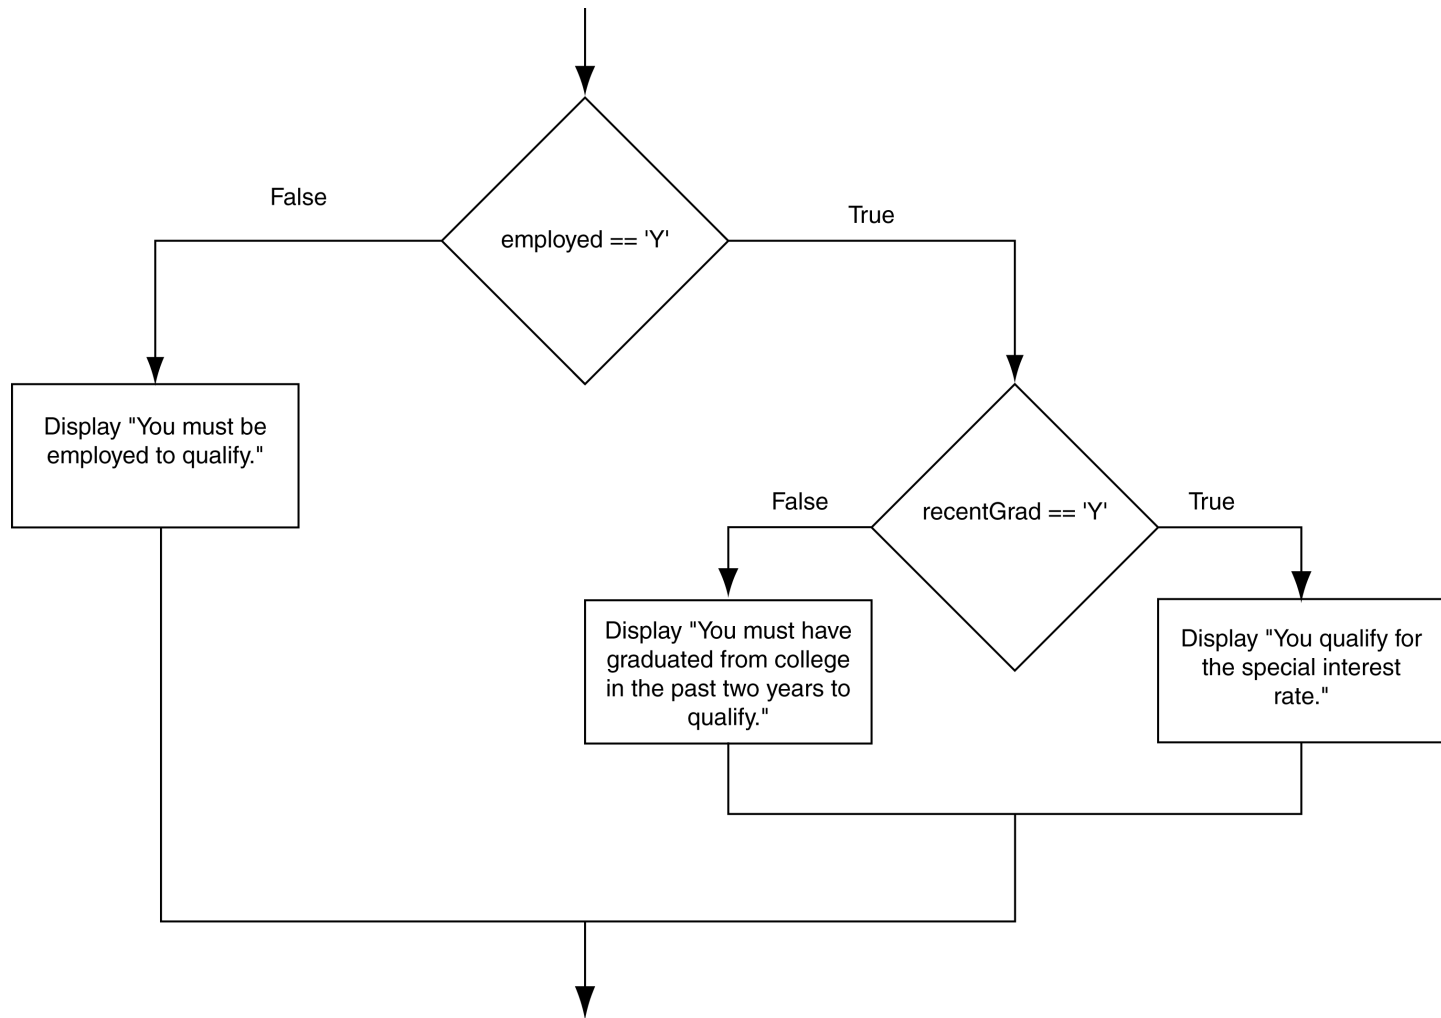 False
True
employed == 'Y'
Display "You must be
employed to qualify."
False
True
recentGrad == 'Y'
Display "You must have
graduated from college
in the past two years to
qualify."
Display "You qualify for
the special interest
rate."